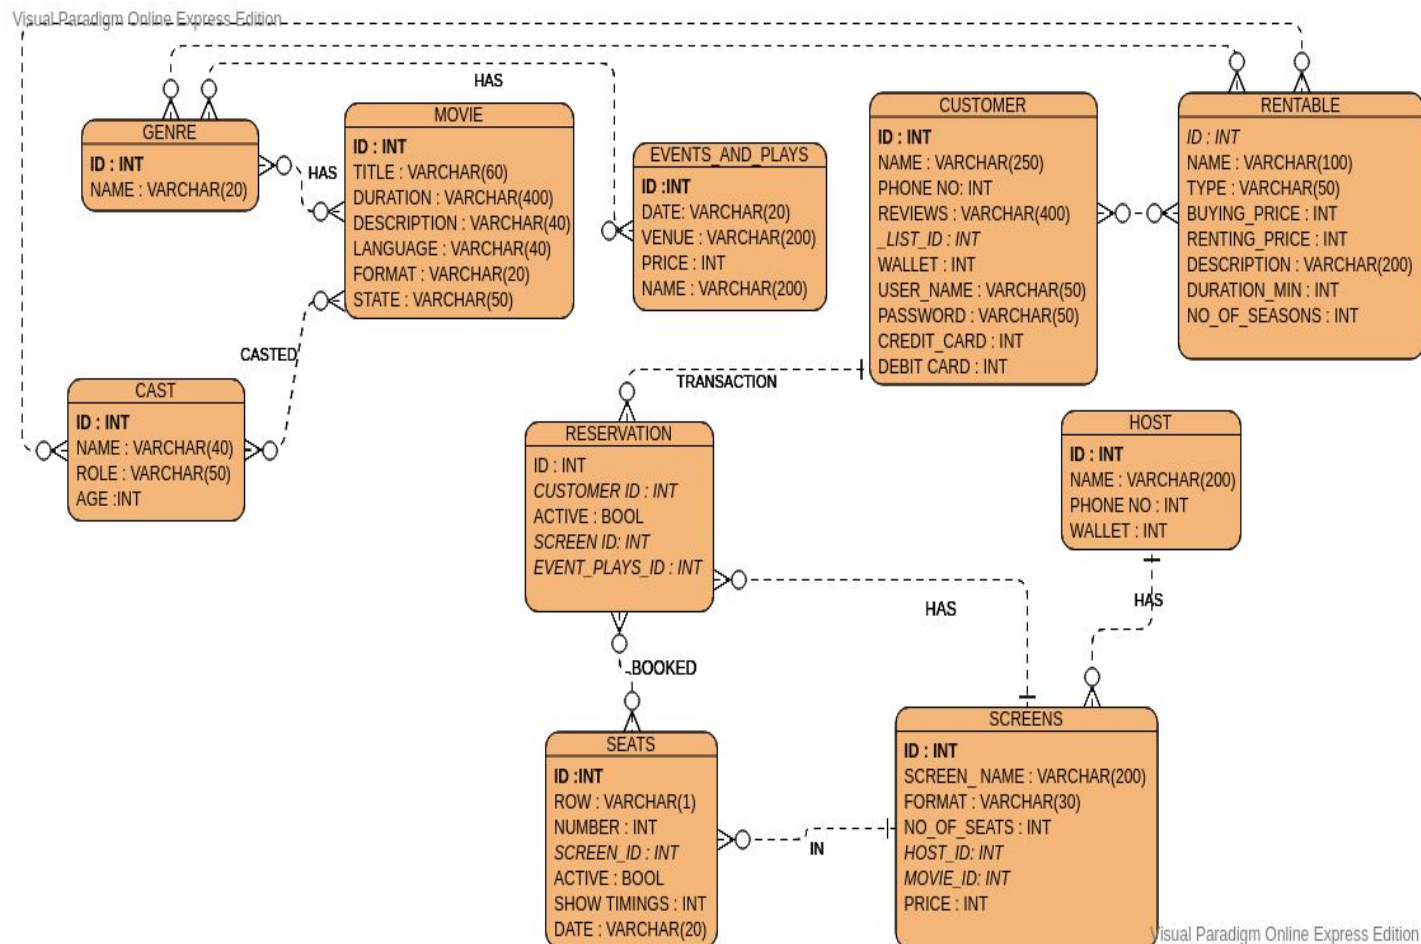 Visual Paradigm Online Express Edition
HAS
GENRE
ID : INT
NAME : VARCHAR(20)
HAS
MOVIE
ID : INT
TITLE : VARCHAR(60)
DURATION : VARCHAR(400)
DESCRIPTION : VARCHAR(40)
LANGUAGE : VARCHAR(40)
FORMAT : VARCHAR(20)
STATE : VARCHAR(50)
EVENTS_AND_PLAYS
ID :INT
DATE: VARCHAR(20)
VENUE : VARCHAR(200)
PRICE : INT
NAME : VARCHAR(200)
CUSTOMER
ID : INT
NAME : VARCHAR(250)
PHONE NO: INT
REVIEWS : VARCHAR(400)
_LIST_ID : INT
WALLET : INT
USER_NAME : VARCHAR(50)
PASSWORD : VARCHAR(50)
CREDIT_CARD : INT
DEBIT CARD : INT
RENTABLE
ID : INT
NAME : VARCHAR(100)
TYPE : VARCHAR(50)
BUYING_PRICE : INT
RENTING_PRICE : INT
DESCRIPTION : VARCHAR(200)
DURATION_MIN : INT
NO_OF_SEASONS : INT
CASTED
TRANSACTION
CAST
ID : INT
NAME : VARCHAR(40)
ROLE : VARCHAR(50)
AGE :INT
RESERVATION
ID : INT
CUSTOMER ID : INT
ACTIVE : BOOL
SCREEN ID: INT
EVENT_PLAYS_ID : INT
HOST
ID : INT
NAME : VARCHAR(200)
PHONE NO : INT
WALLET : INT
HAS
HAS
BOOKED
SEATS
ID :INT
ROW : VARCHAR(1)
NUMBER : INT
SCREEN_ID : INT
ACTIVE : BOOL
SHOW TIMINGS : INT
DATE : VARCHAR(20)
IN
SCREENS
ID : INT
SCREEN_ NAME : VARCHAR(200)
FORMAT : VARCHAR(30)
NO_OF_SEATS : INT
HOST_ID: INT
MOVIE_ID: INT
PRICE : INT
Visual Paradigm Online Express Edition